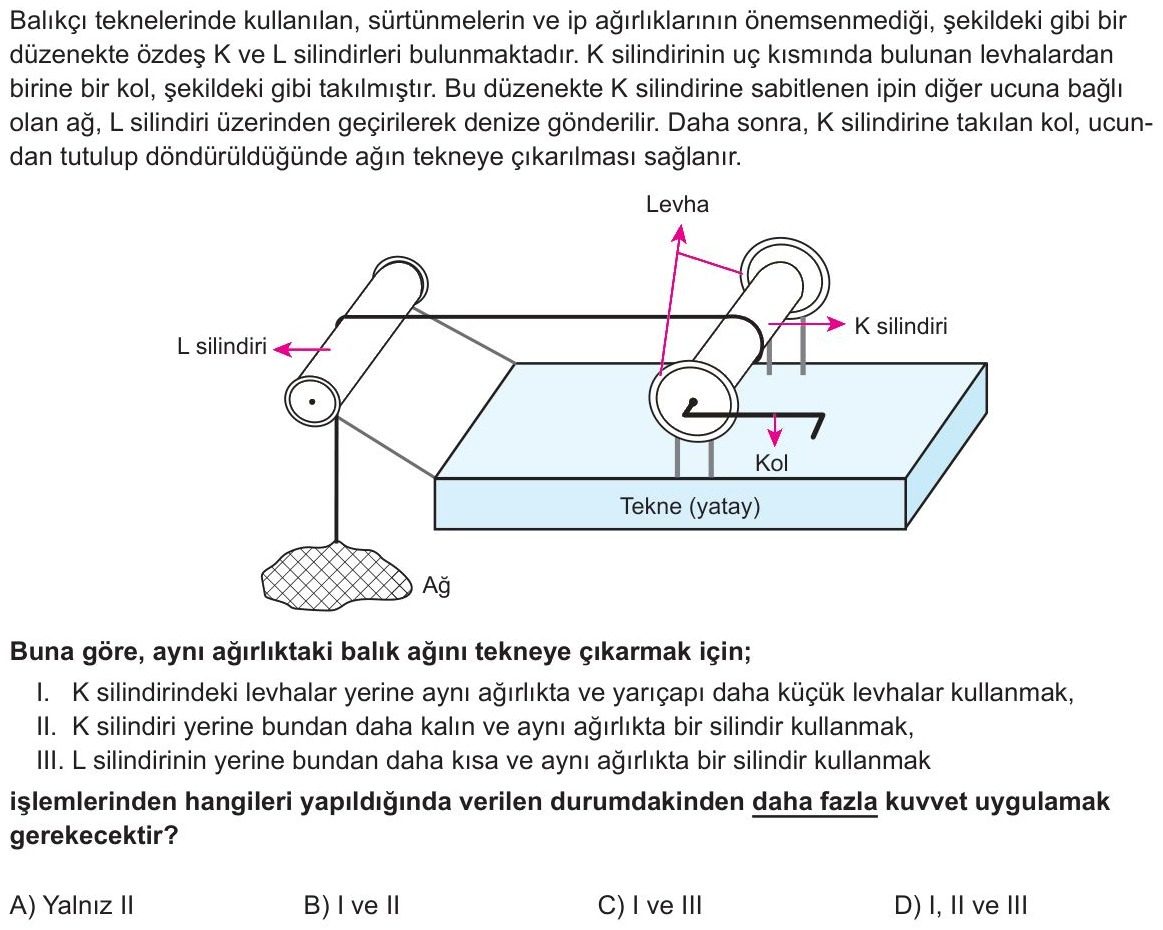 Balıkçı teknelerinde kullanılan, sürtünmelerin ve ip ağırlıklarının önemsenmediği, şekildeki gibi bir
düzenekte özdeş K ve L silindirleri bulunmaktadır. K silindirinin uç kısmında bulunan levhalardan
birine bir kol, şekildeki gibi takılmıştır. Bu düzenekte K silindirine sabitlenen ipin diğer ucuna bağlı
olan ağ, L silindiri üzerinden geçirilerek denize gönderilir. Daha sonra, K silindirine takılan kol, ucun-
dan tutulup döndürüldüğünde ağın tekneye çıkarılması sağlanır.
Levha
K silindiri
L silindiri
Kol
Tekne (yatay)
Ağ
Buna göre, aynı ağırlıktaki balık ağını tekneye çıkarmak için;
I. K silindirindeki levhalar yerine aynı ağırlıkta ve yarıçapı daha küçük levhalar kullanmak,
II. K silindiri yerine bundan daha kalın ve aynı ağırlıkta bir silindir kullanmak,
III. L silindirinin yerine bundan daha kısa ve aynı ağırlıkta bir silindir kullanmak
işlemlerinden hangileri yapıldığında verilen durumdakinden daha fazla kuvvet uygulamak
gerekecektir?
A) Yalnız II B) I ve II C) I ve III D) I, II ve III